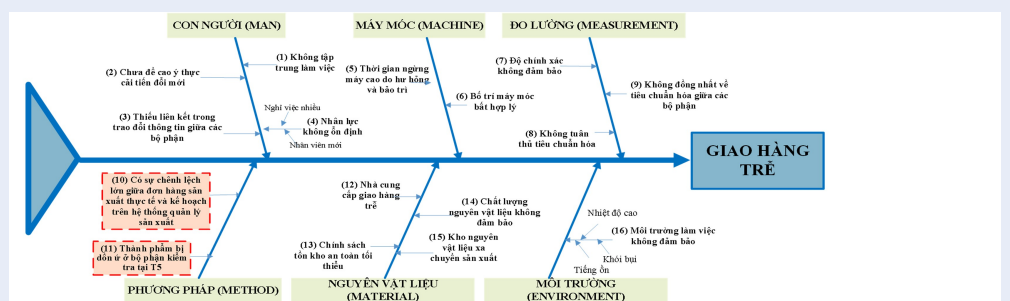 CON NGƯỜI (MAN)
MÁY MÓC (MACHINE)
ĐO LƯỜNG (MEASUREMENT)
(1) Không tập
trung làm việc
(2) Chưa đề cao ý thức
cải tiến đổi mới
(3) Thiếu liên kết trong
trao đổi thông tin giữa các
bộ phận
Nghỉ việc nhiều
(4) Nhân lực
không ổn định
Nhân viên mới
(5) Thời gian ngừng
máy cao do hư hỏng
và bảo trì
(6) Bố trí máy móc
bất hợp lý
(7) Độ chính xác
không đảm bảo
(8) Không tuân
thủ tiêu chuẩn hóa
(9) Không đồng nhất về
tiêu chuẩn hóa giữa các
bộ phận
GIAO HÀNG
TRỄ
(10) Có sự chênh lệch
lớn giữa đơn hàng sản
xuất thực tế và kế hoạch
trên hệ thống quản lý
sản xuất
(11) Thành phẩm bị
dồn ứ ở bộ phận kiểm
tra tại T5
(12) Nhà cung
cấp giao hàng
trễ
(13) Chính sách
tồn kho an toàn tối
thiểu
(14) Chất lượng
nguyên vật liệu không
đảm bảo
(15) Kho nguyên
vật liệu xa
chuyền sản xuất
Nhiệt độ cao
(16) Môi trường làm việc
không đảm bảo
Khói bụi
Tiếng ồn
PHƯƠNG PHÁP (METHOD)
NGUYÊN VẬT LIỆU
(MATERIAL)
MÔI TRƯỜNG
(ENVIRONMENT)